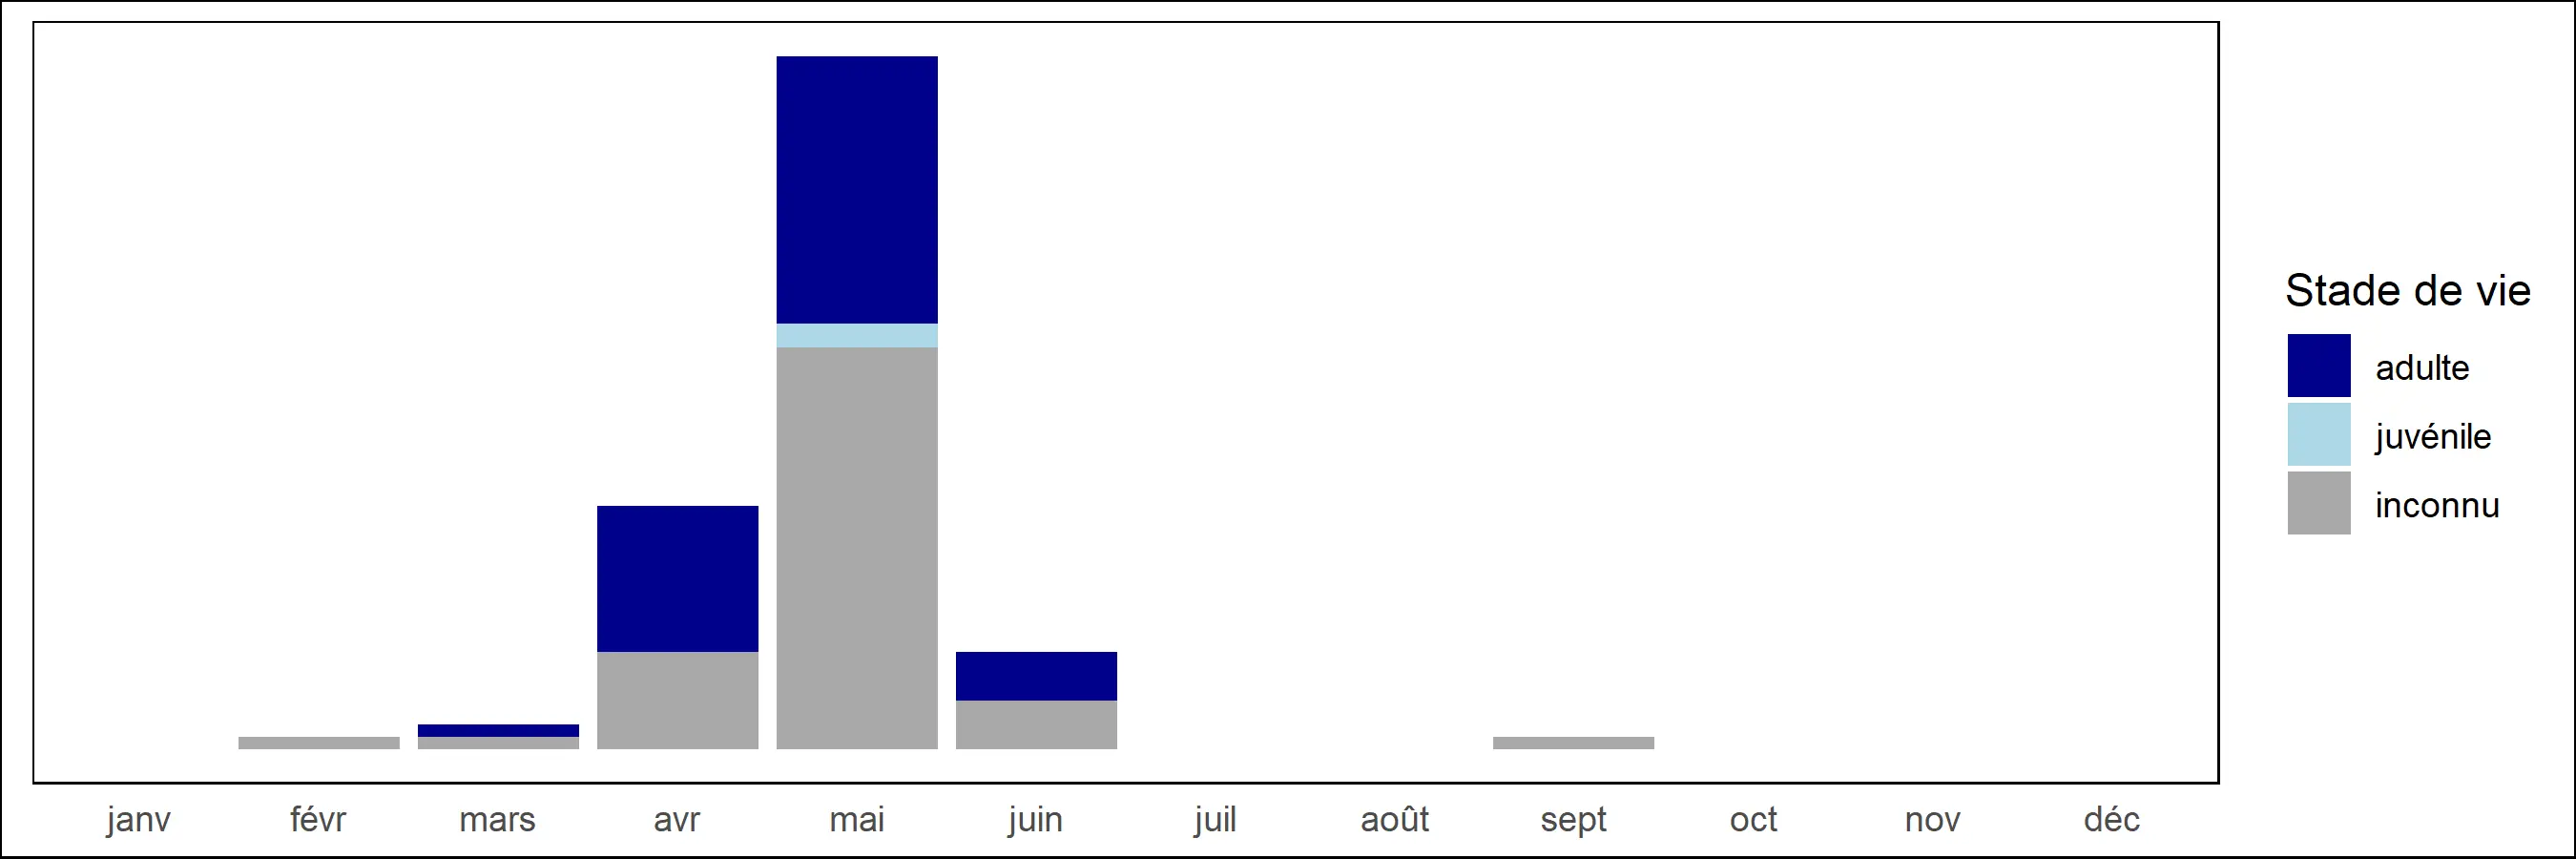 Stade de vie
adulte
juvénile
inconnu
janv févr mars avr mai juin juil août sept oct nov déc